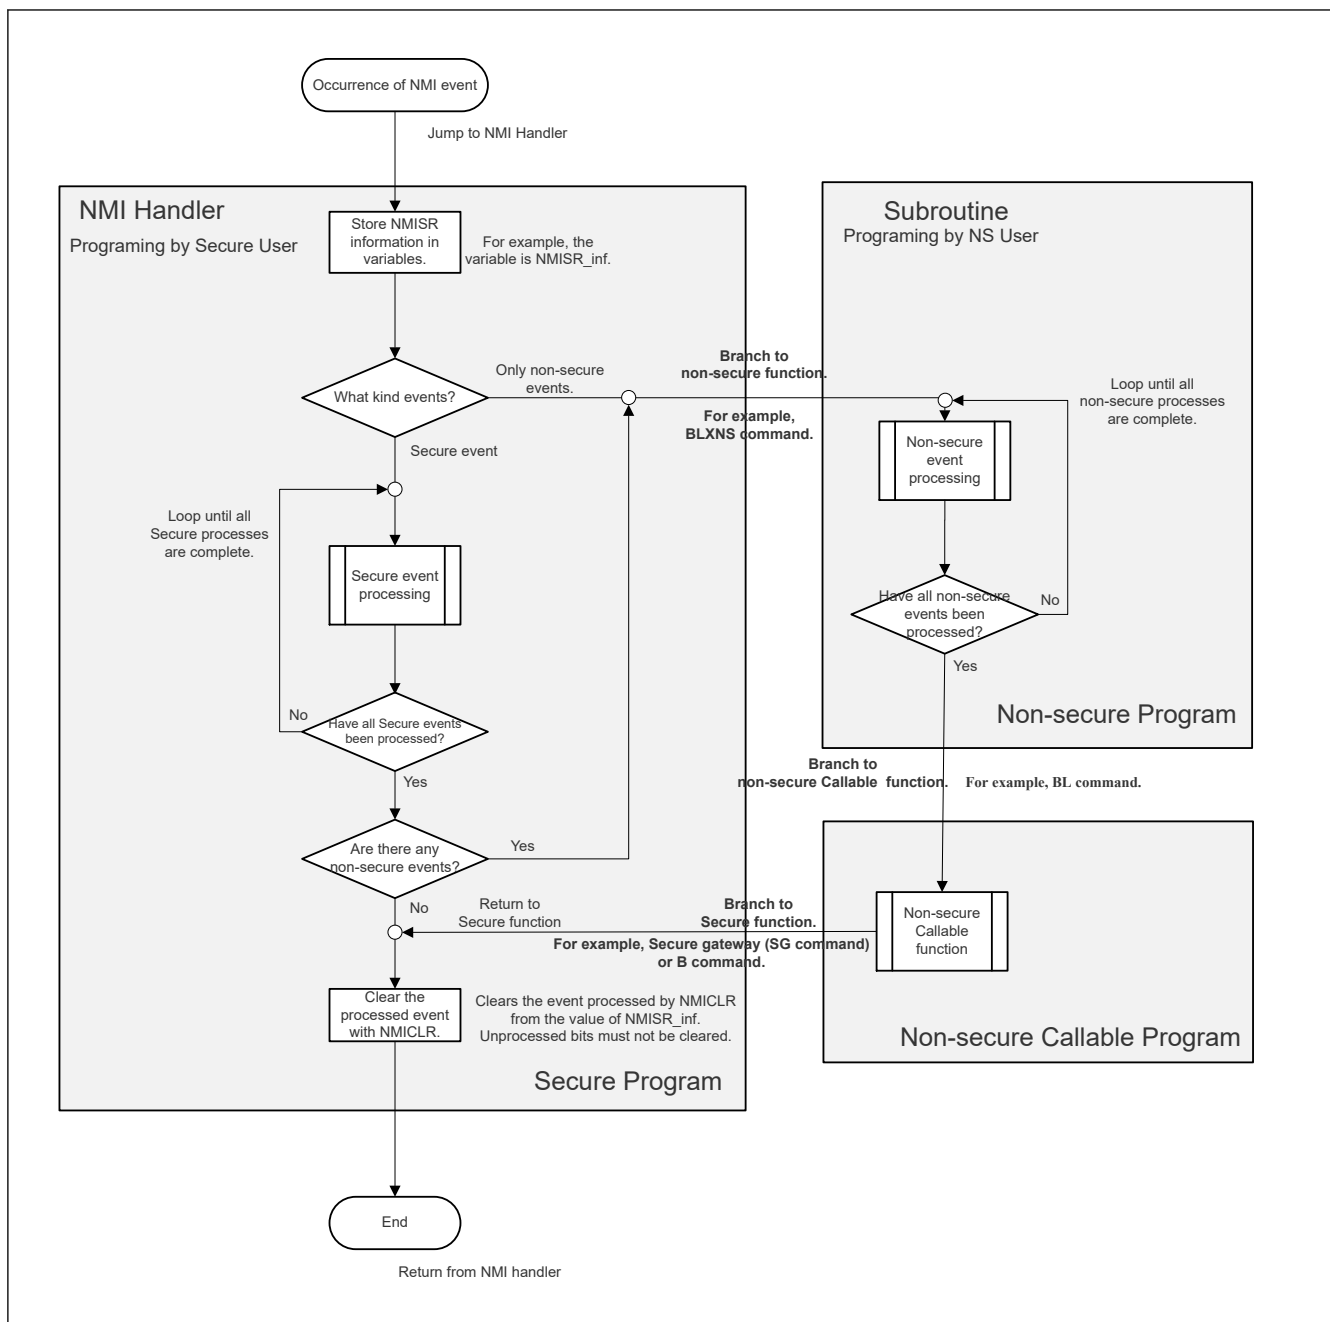 Occurrence of NMI event
Jump to NMI Handler
NMI Handler
Programing by Secure User
Store NMISR
information in
variables.
For example, the
variable is NMISR_inf.
Subroutine
Programing by NS User
What kind events?
Only non-secure
events.
Branch to
non-secure function.
For example,
BLXNS command.
Loop until all
non-secure processes
are complete.
Non-secure
event
processing
Secure event
Loop until all
Secure processes
are complete.
Secure event
processing
Have all non-secure
events been
processed?
No
Yes
Non-secure Program
No
Have all Secure events
been processed?
Yes
Branch to
non-secure Callable function.
For example, BL command.
Are there any
non-secure events?
Yes
No
Return to
Secure function
Branch to
Secure function.
For example, Secure gateway (SG command)
or B command.
Non-secure
Callable
function
Clear the
processed event
with NMICLR.
Clears the event processed by NMICLR
from the value of NMISR_inf.
Unprocessed bits must not be cleared.
Non-secure Callable Program
Secure Program
End
Return from NMI handler